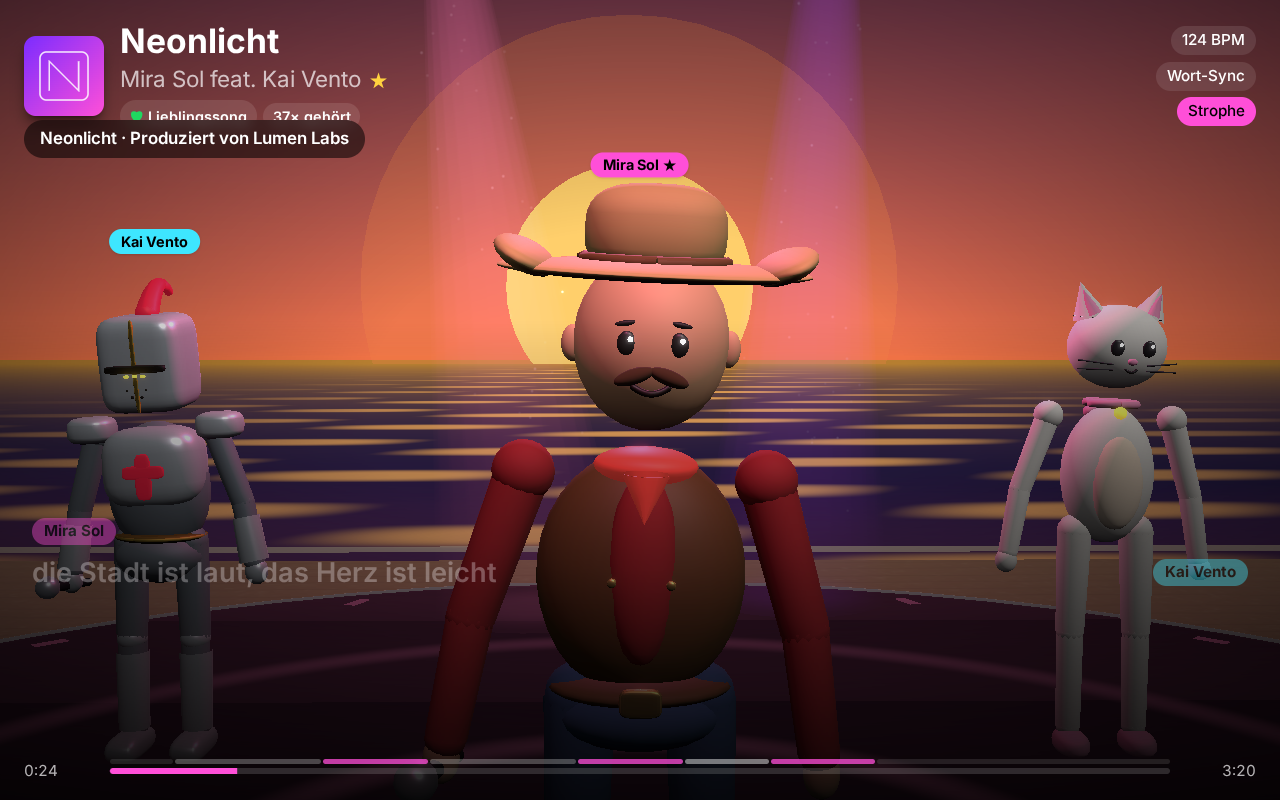 Neonlicht
Mira Sol feat. Kai Vento ★
Lieblingssong 37× gehört
Neonlicht · Produziert von Lumen Labs
124 BPM
Wort-Sync
Strophe
Mira Sol ★
Kai Vento
Mira Sol
die Stadt ist laut, das Herz ist leicht
Kai Vento
0:24
3:20